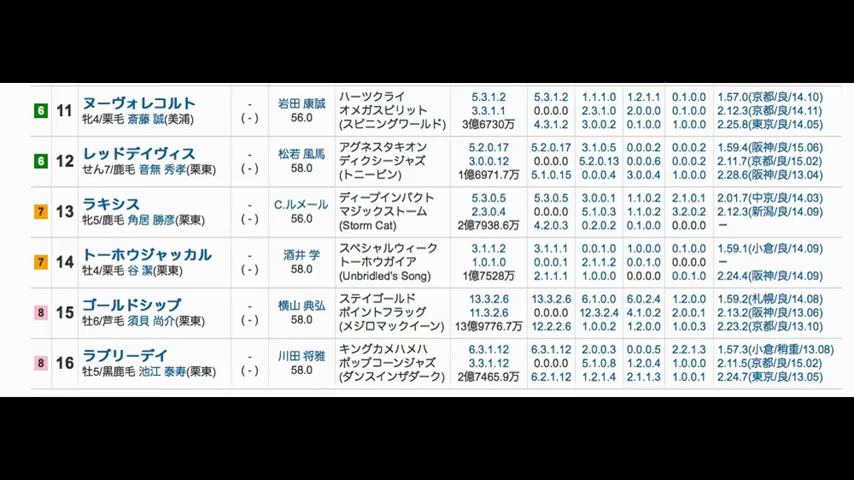 6 11 ヌーヴォレコルト - 岩田 康誠 ハーツクライ 5.3.1.2 5.3.1.2 1.1.1.0 1.2.1.1 0.1.0.0 1.57.0(京都/良/14.10)
牝4/栗毛 斎藤 誠(美浦) (-) 56.0 オメガスピリット 3.3.1.1 0.0.0.0 2.3.1.0 2.0.0.0 0.1.0.0 2.12.3(京都/良/14.11)
(スピニングワールド) 3億6730万 4.3.1.2 3.0.0.2 0.1.0.0 1.0.0.0 2.25.8(東京/良/14.05)
6 12 レッドデイヴィス - 松若 風馬 アグネスタキオン 5.2.0.17 5.2.0.17 3.1.0.5 0.0.0.2 0.0.0.2 1.59.4(阪神/良/15.06)
せん7/鹿毛 音無 秀孝(栗東) (-) 58.0 ディクシージャズ 3.0.0.12 0.0.0.0 5.2.0.13 0.0.0.6 0.0.0.2 2.11.7(京都/良/15.02)
(トニービン) 1億6971.7万 5.1.0.15 0.0.0.4 3.0.0.4 1.0.0.0 2.28.6(阪神/良/13.04)
7 13 ラキシス - C.ルメール ディープインパクト 5.3.0.5 5.3.0.5 3.0.0.1 1.1.0.2 2.1.0.1 2.01.7(中京/良/14.03)
牝5/鹿毛 角居 勝彦(栗東) (-) 56.0 マジックストーム 2.3.0.4 0.0.0.0 5.1.0.3 1.1.0.2 3.2.0.2 2.12.3(新潟/良/14.09)
(Storm Cat) 2億7938.6万 4.2.0.3 0.2.0.2 0.1.0.0 –
7 14 トーホウジャッカル - 酒井 学 スペシャルウィーク 3.1.1.2 3.1.1.1 0.0.1.0 1.0.0.0 0.0.1.0 1.59.1(小倉/良/14.09)
牡4/栗毛 谷 潔(栗東) (-) 58.0 トーホウガイア 1.0.1.0 0.0.0.1 2.1.1.2 0.0.1.0 0.0.0.0 –
(Unbridled's Song) 1億7528万 2.1.1.1 1.0.0.0 0.0.0.0 0.0.1.0 2.24.4(阪神/良/14.09)
8 15 ゴールドシップ - 横山 典弘 ステイゴールド 13.3.2.6 13.3.2.6 6.1.0.0 6.0.2.4 1.2.0.0 1.59.2(札幌/良/14.08)
牡6/芦毛 須貝 尚介(栗東) (-) 58.0 ポイントフラッグ 11.3.2.6 0.0.0.0 12.3.2.4 4.1.0.2 2.0.0.1 2.13.2(阪神/良/15.06)
(メジロマックイーン) 13億9776.7万 12.2.2.6 1.0.0.2 1.2.0.0 1.0.0.0 2.23.2(京都/良/13.10)
8 16 ラブリーデイ - 川田 将雅 キングカメハメハ 6.3.1.12 6.3.1.12 2.0.0.3 0.0.0.5 2.2.1.3 1.57.3(小倉/稍重/13.08)
牡5/黒鹿毛 池江 泰寿(栗東) (-) 58.0 ポップコーンジャズ 3.3.1.12 0.0.0.0 5.1.0.8 1.2.0.4 1.0.0.0 2.11.5(京都/良/15.02)
(ダンスインザダーク) 2億7465.9万 6.2.1.12 1.2.1.4 2.1.1.3 1.0.0.1 2.24.7(東京/良/13.05)